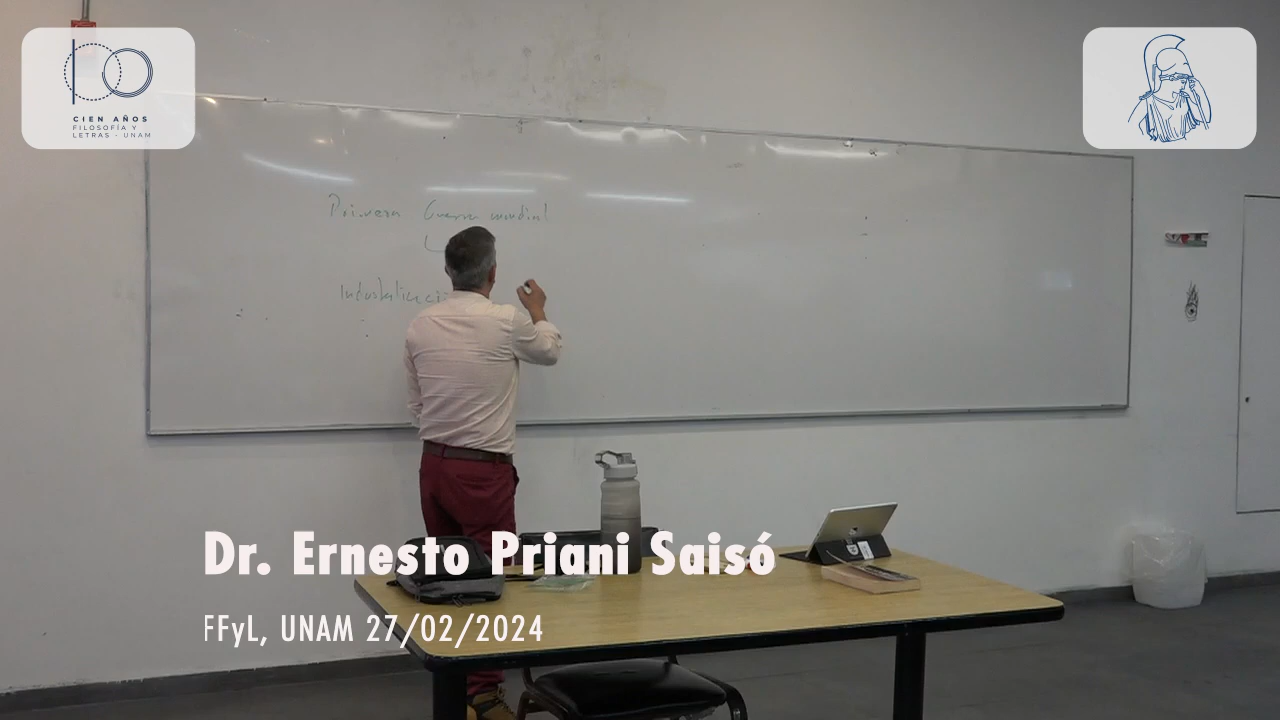 CIEN AÑOS
FILOSOFÍA Y
LETRAS - UNAM
Primera Guerra mundial
Dr. Ernesto Priani Saisó
FFyL, UNAM 27/02/2024